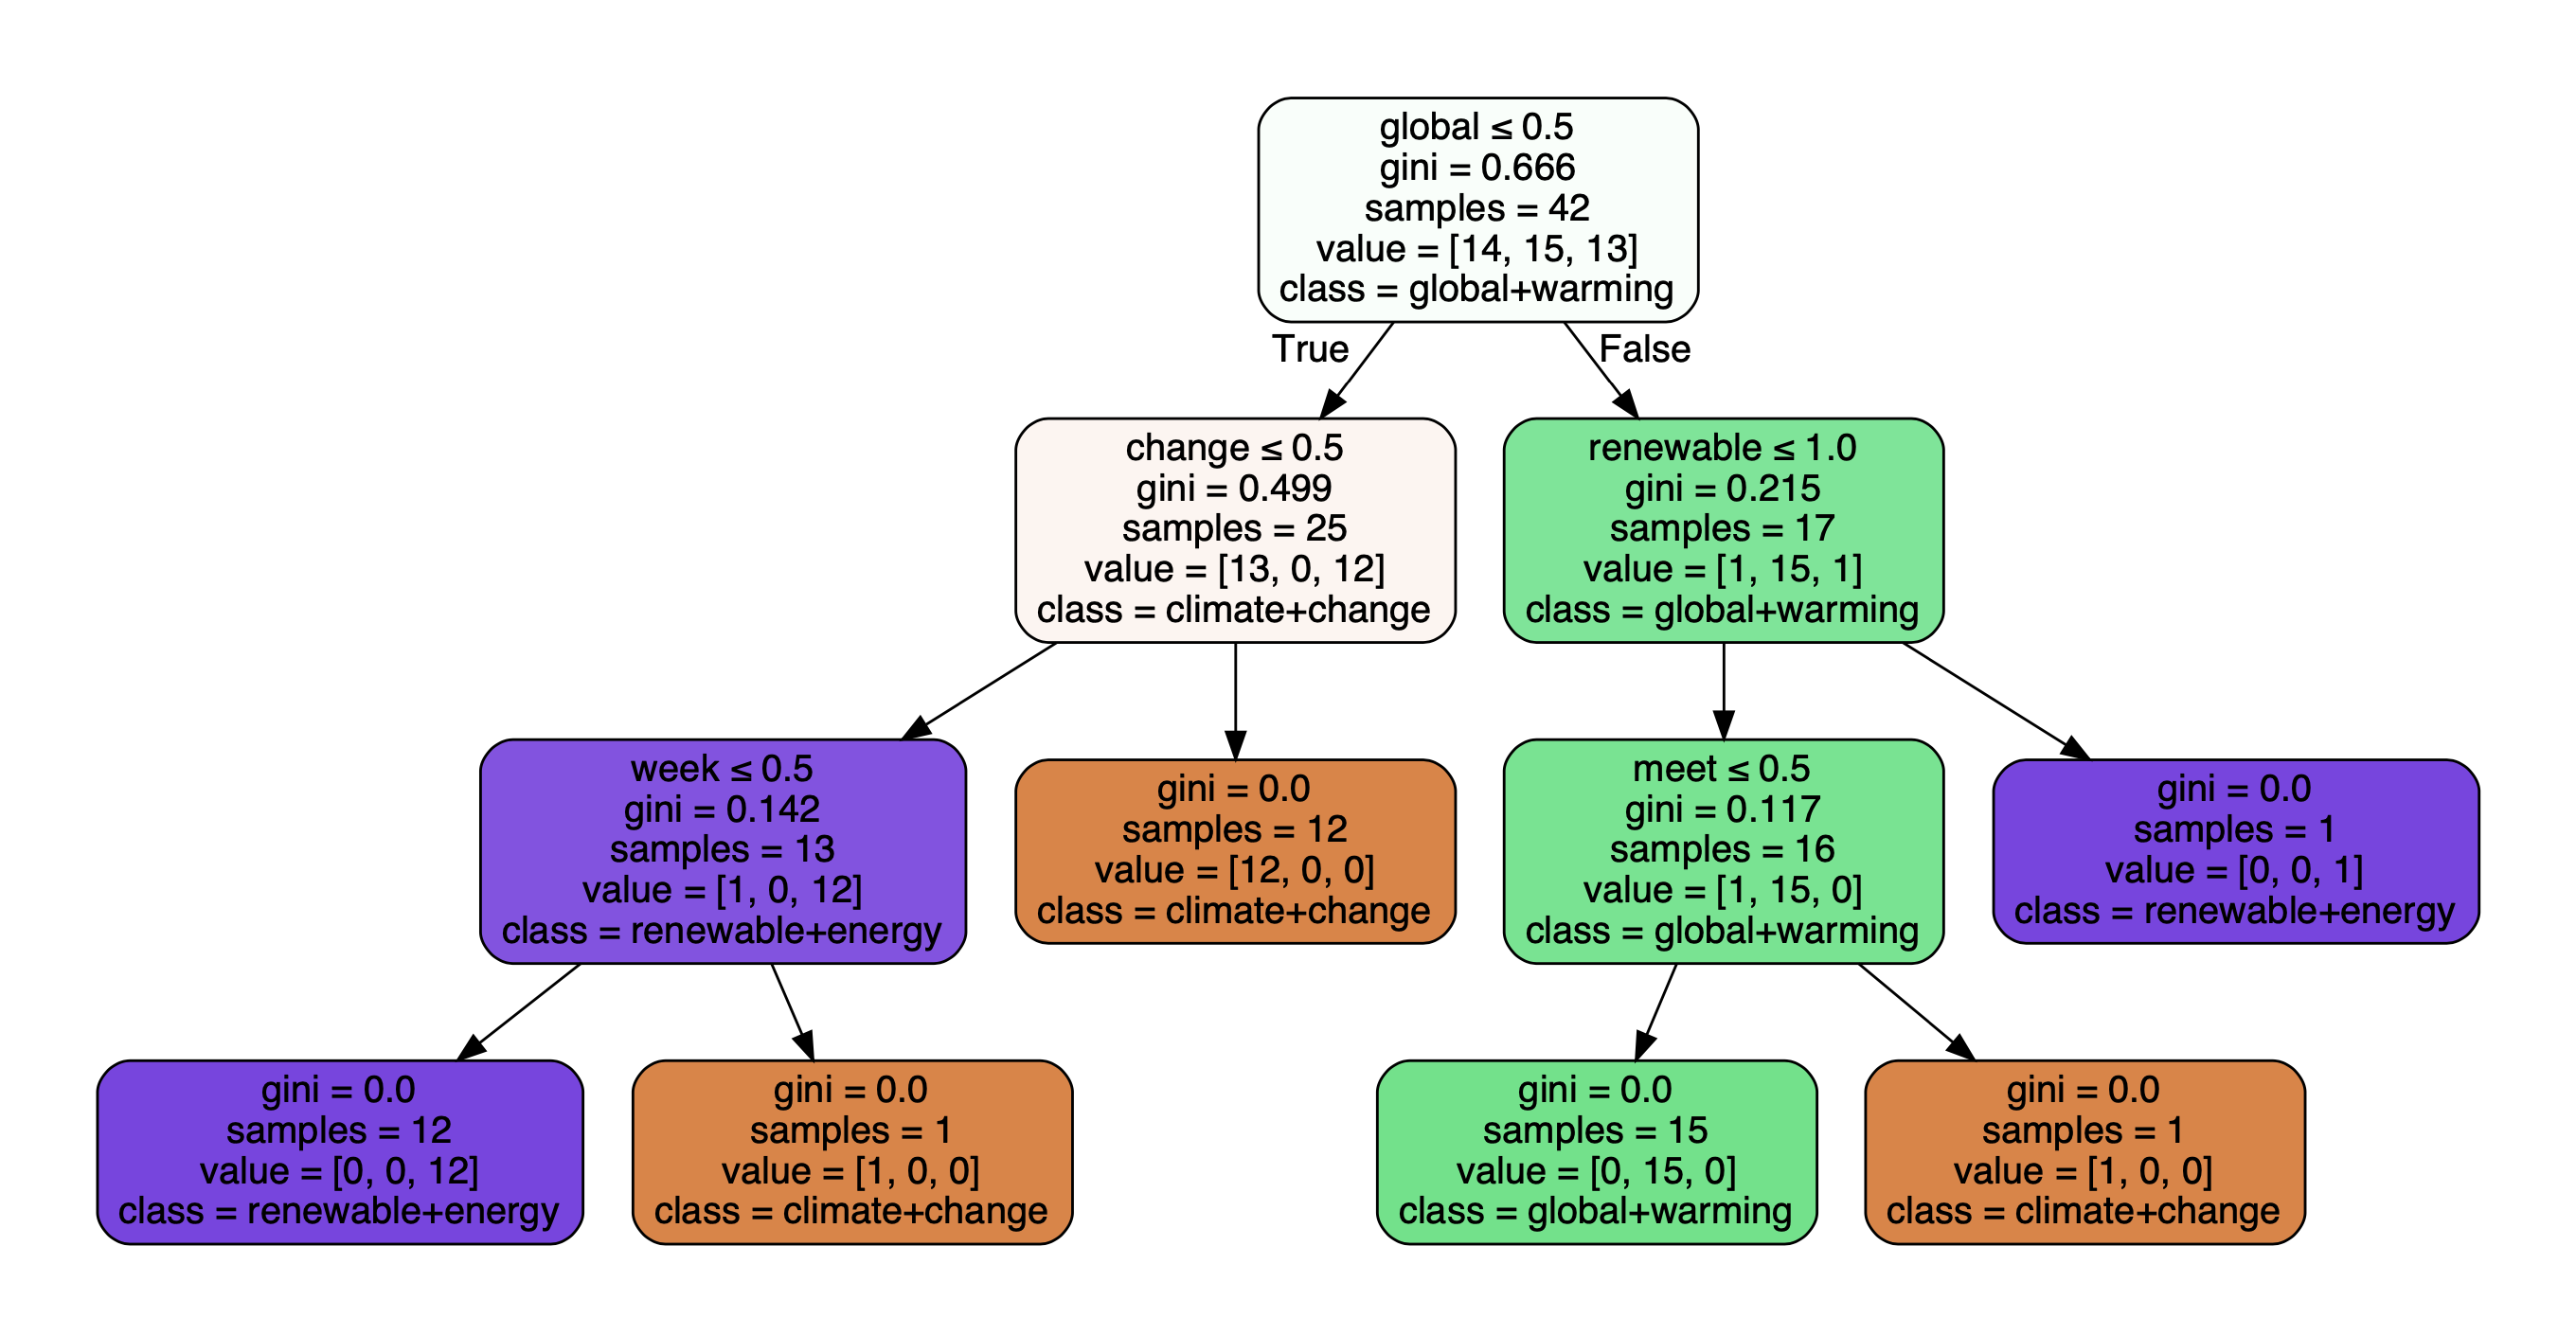 global ≤ 0.5
gini = 0.666
samples = 42
value = [14, 15, 13]
class = global+warming
True
False
change ≤ 0.5
gini = 0.499
samples = 25
value = [13, 0, 12]
class = climate+change
renewable ≤ 1.0
gini = 0.215
samples = 17
value = [1, 15, 1]
class = global+warming
week ≤ 0.5
gini = 0.142
samples = 13
value = [1, 0, 12]
class = renewable+energy
gini = 0.0
samples = 12
value = [12, 0, 0]
class = climate+change
meet ≤ 0.5
gini = 0.117
samples = 16
value = [1, 15, 0]
class = global+warming
gini = 0.0
samples = 1
value = [0, 0, 1]
class = renewable+energy
gini = 0.0
samples = 12
value = [0, 0, 12]
class = renewable+energy
gini = 0.0
samples = 1
value = [1, 0, 0]
class = climate+change
gini = 0.0
samples = 15
value = [0, 15, 0]
class = global+warming
gini = 0.0
samples = 1
value = [1, 0, 0]
class = climate+change